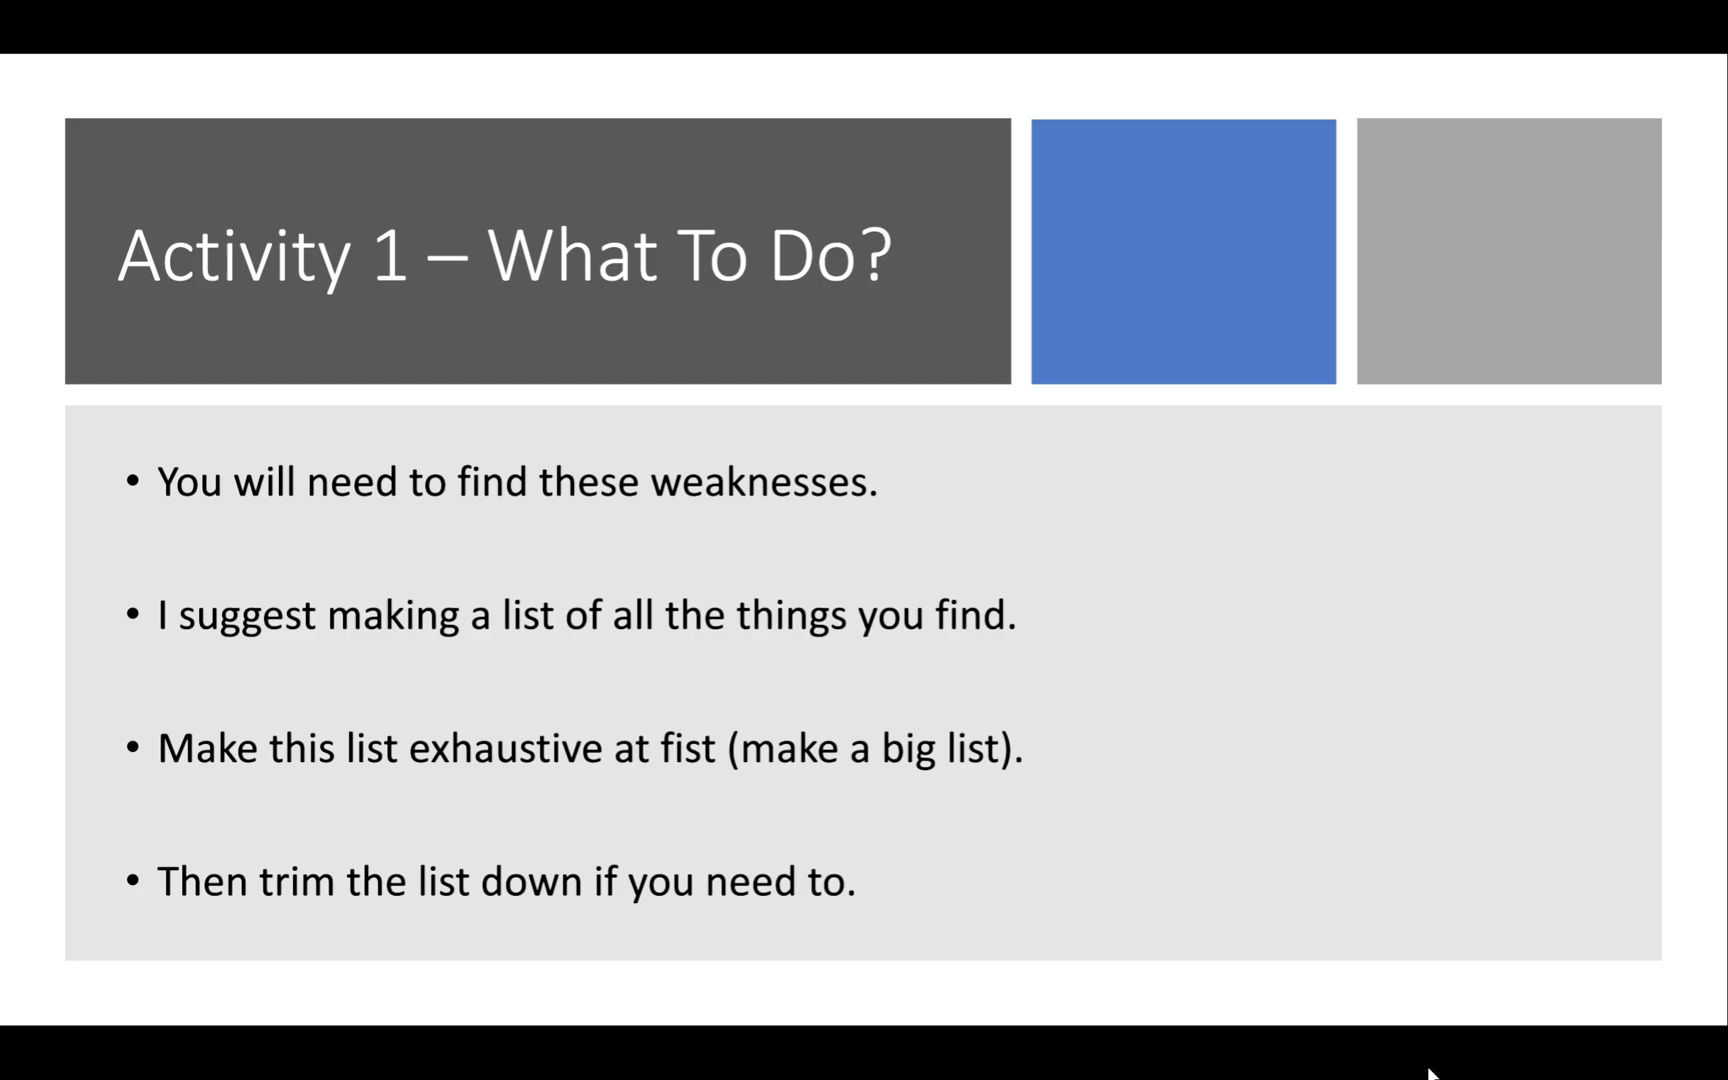 Activity 1 – What To Do?
• You will need to find these weaknesses.
• I suggest making a list of all the things you find.
• Make this list exhaustive at fist (make a big list).
• Then trim the list down if you need to.